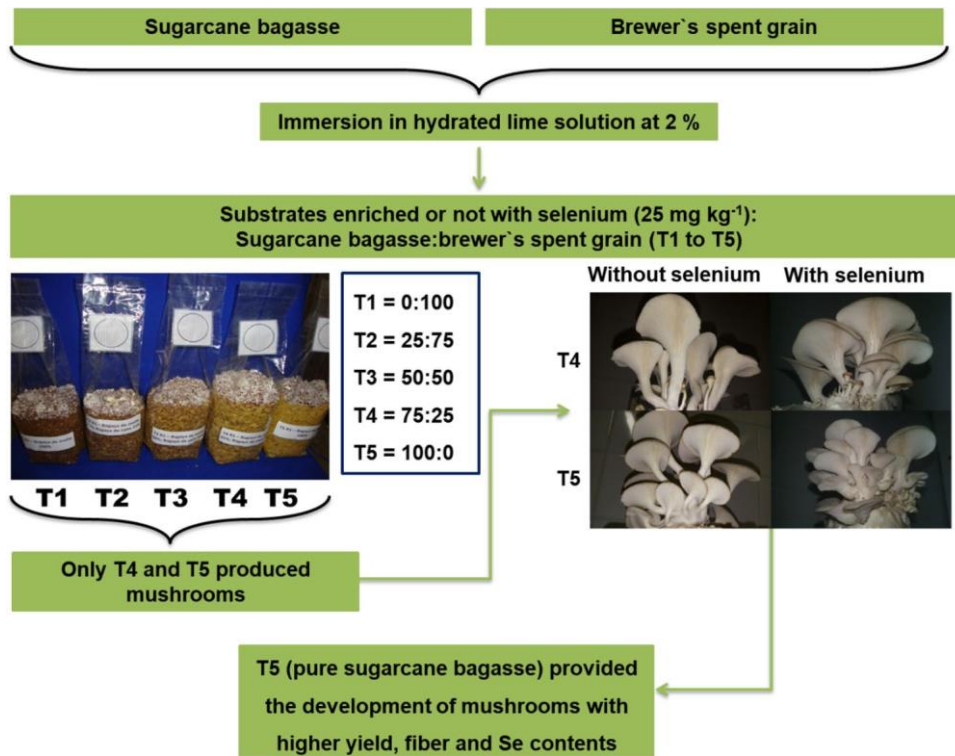 Sugarcane bagasse
Brewer`s spent grain
Immersion in hydrated lime solution at 2 %
Substrates enriched or not with selenium (25 mg kg⁻¹):
Sugarcane bagasse:brewer`s spent grain (T1 to T5)
Without selenium
With selenium
T1 = 0:100
T2 = 25:75
T3 = 50:50
T4 = 75:25
T5 = 100:0
T4
T5
T1 T2 T3 T4 T5
Only T4 and T5 produced
mushrooms
T5 (pure sugarcane bagasse) provided
the development of mushrooms with
higher yield, fiber and Se contents